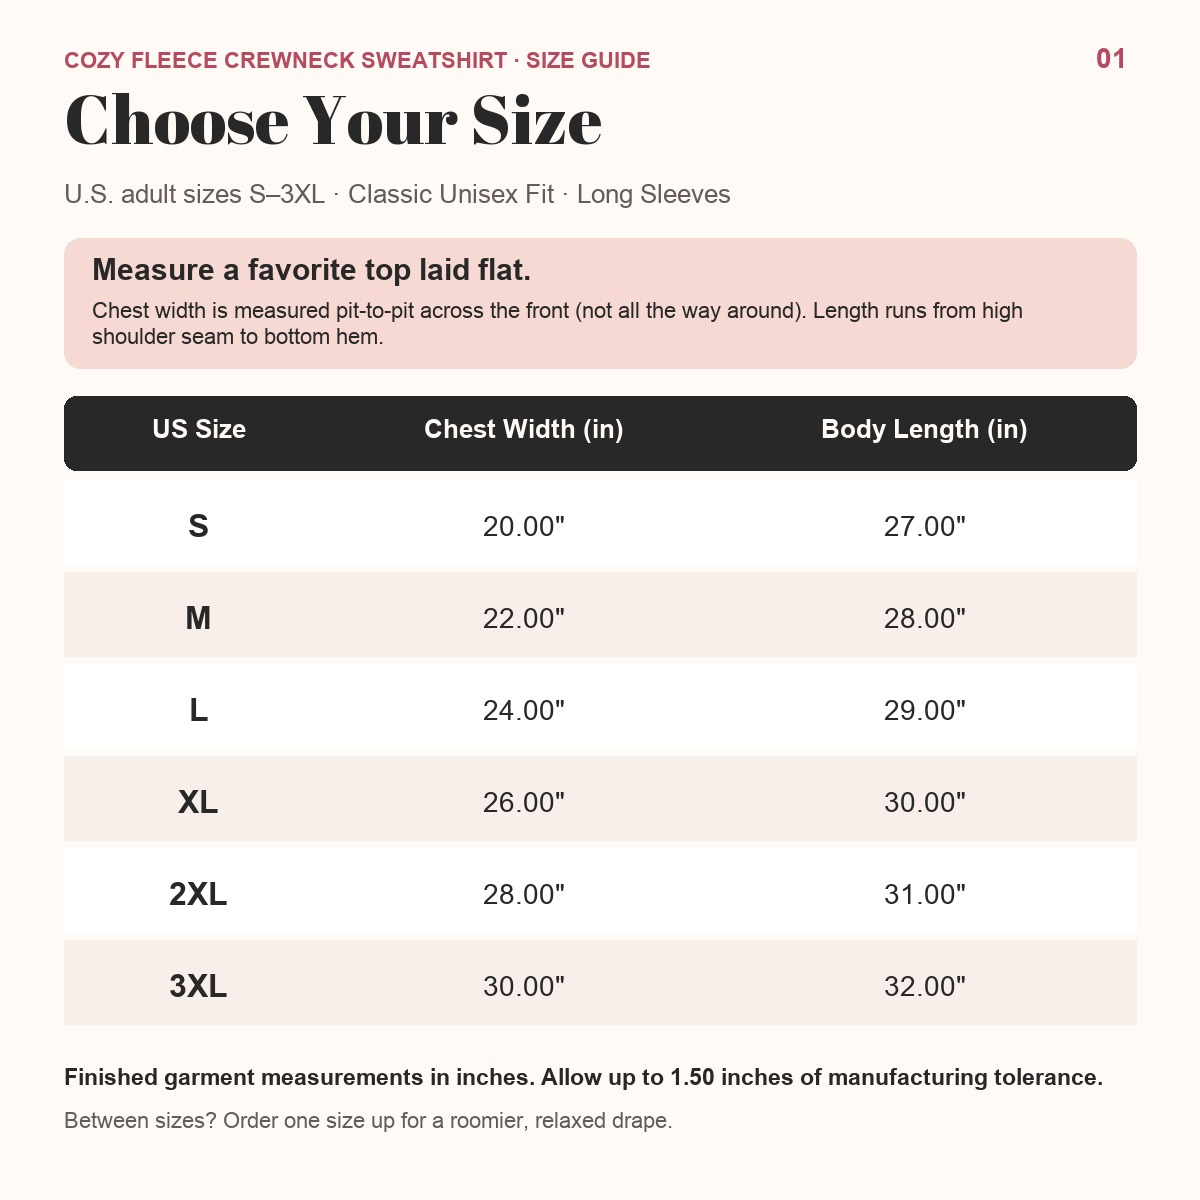 COZY FLEECE CREWNECK SWEATSHIRT · SIZE GUIDE
01
Choose Your Size
U.S. adult sizes S–3XL · Classic Unisex Fit · Long Sleeves
Measure a favorite top laid flat.
Chest width is measured pit-to-pit across the front (not all the way around). Length runs from high
shoulder seam to bottom hem.
US Size Chest Width (in) Body Length (in)
S 20.00" 27.00"
M 22.00" 28.00"
L 24.00" 29.00"
XL 26.00" 30.00"
2XL 28.00" 31.00"
3XL 30.00" 32.00"
Finished garment measurements in inches. Allow up to 1.50 inches of manufacturing tolerance.
Between sizes? Order one size up for a roomier, relaxed drape.